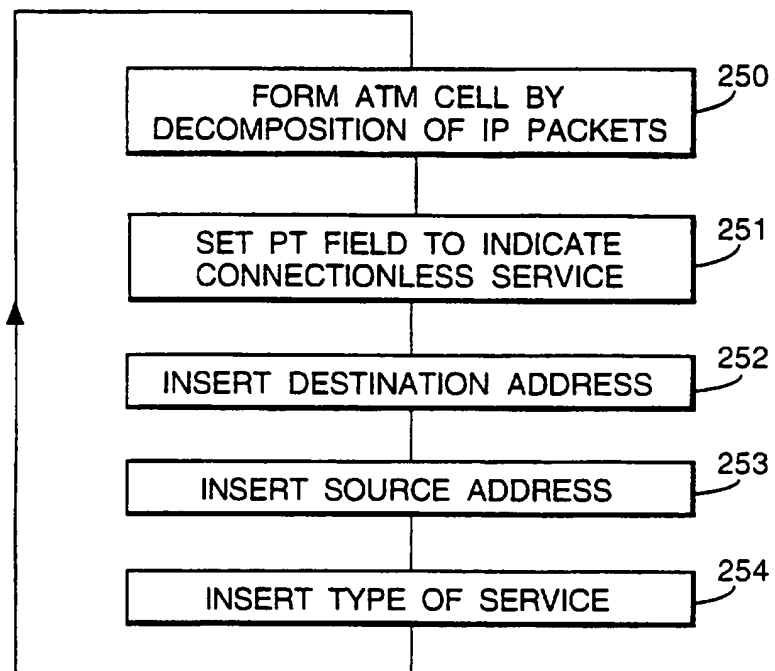 250
FORM ATM CELL BY
DECOMPOSITION OF IP PACKETS
251
SET PT FIELD TO INDICATE
CONNECTIONLESS SERVICE
252
INSERT DESTINATION ADDRESS
253
INSERT SOURCE ADDRESS
254
INSERT TYPE OF SERVICE